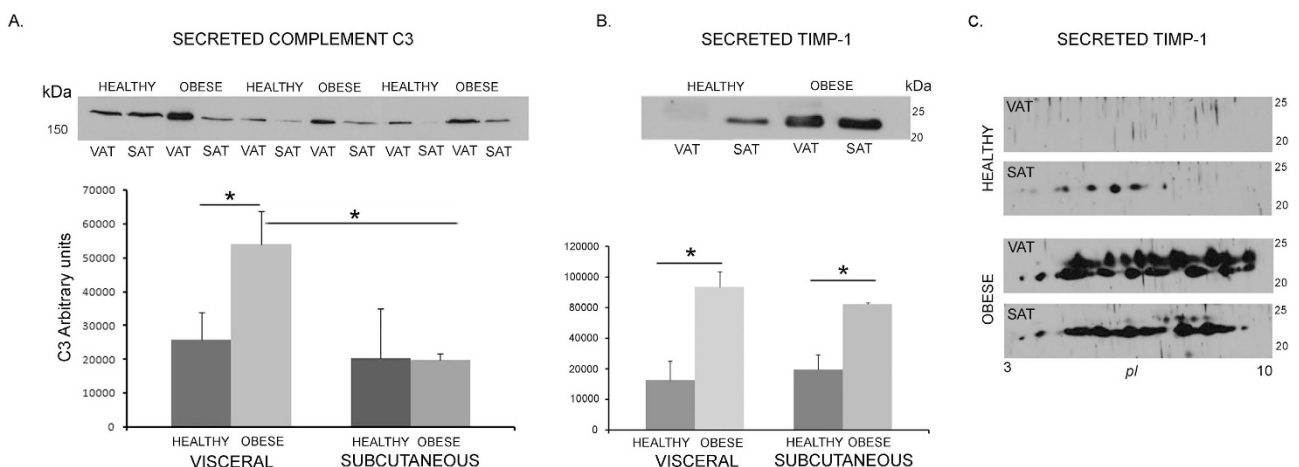 A.
SECRETED COMPLEMENT C3
HEALTHY OBESE HEALTHY OBESE HEALTHY OBESE
kDa
150
VAT SAT VAT SAT VAT SAT VAT SAT VAT SAT VAT SAT
C3 Arbitrary units
70000
60000
50000
40000
30000
20000
10000
0
*
*
HEALTHY OBESE HEALTHY OBESE
VISCERAL SUBCUTANEOUS
B.
SECRETED TIMP-1
HEALTHY OBESE kDa
25
20
VAT SAT VAT SAT
120000
100000
80000
20000
10000
0
*
*
HEALTHY OBESE HEALTHY OBESE
VISCERAL SUBCUTANEOUS
C.
SECRETED TIMP-1
HEALTHY
VAT
25
20
SAT
25
20
OBESE
VAT
25
20
SAT
25
20
3 pI 10